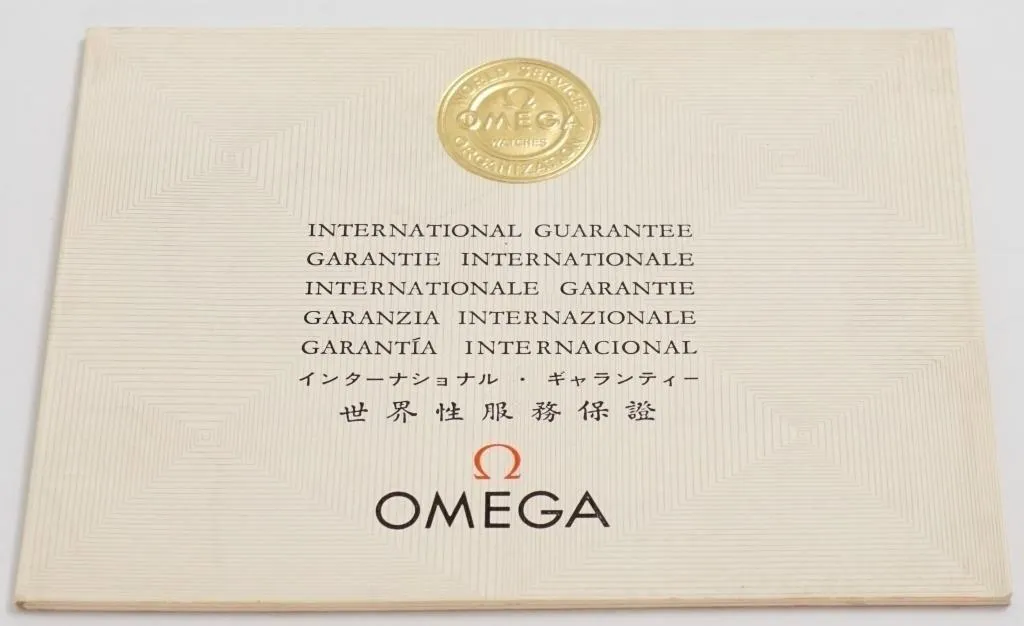 WORLD SERVICE
Ω
OMEGA
WATCHES
ORGANIZATION
INTERNATIONAL GUARANTEE
GARANTIE INTERNATIONALE
INTERNATIONALE GARANTIE
GARANZIA INTERNAZIONALE
GARANTÍA INTERNACIONAL
インターナショナル・ギャランティー
世界性服務保證
Ω
OMEGA